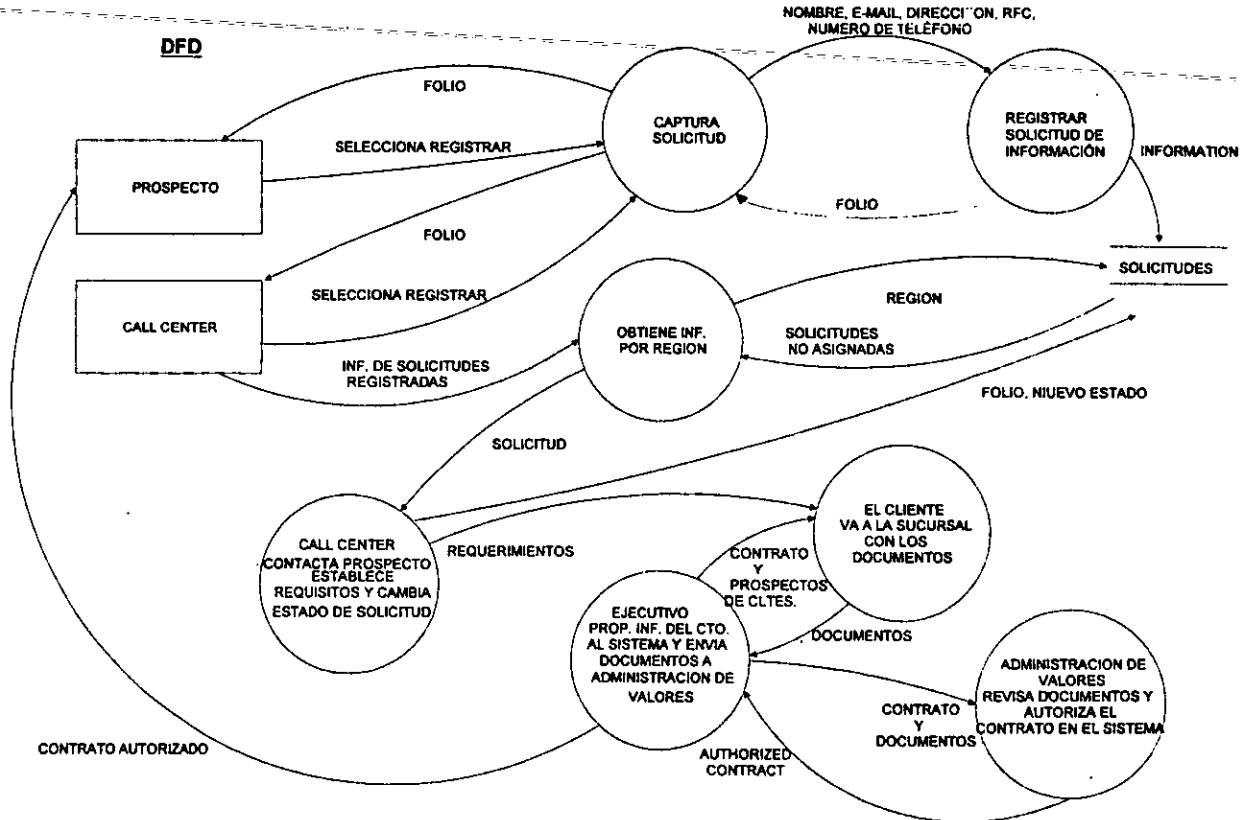 NOMBRE, E-MAIL, DIRECCI´´ON, RFC,
NUMERO DE TELÉFONO
DFD
FOLIO
CAPTURA
SOLICITUD
REGISTRAR
SOLICITUD DE
INFORMACIÓN
INFORMATION
SELECCIONA REGISTRAR
PROSPECTO
FOLIO
FOLIO
SOLICITUDES
SELECCIONA REGISTRAR
REGION
CALL CENTER
OBTIENE INF.
POR REGION
SOLICITUDES
NO ASIGNADAS
INF. DE SOLICITUDES
REGISTRADAS
FOLIO, NIUEVO ESTADO
SOLICITUD
EL CLIENTE
VA A LA SUCURSAL
CON LOS
DOCUMENTOS
CALL CENTER
CONTACTA PROSPECTO
ESTABLECE
REQUISITOS Y CAMBIA
ESTADO DE SOLICITUD
REQUERIMIENTOS
CONTRATO
Y
PROSPECTOS
DE CLTES.
EJECUTIVO
PROP. INF. DEL CTO.
AL SISTEMA Y ENVIA
DOCUMENTOS A
ADMINISTRACION DE
VALORES
DOCUMENTOS
ADMINISTRACION DE
VALORES
REVISA DOCUMENTOS Y
AUTORIZA EL
CONTRATO EN EL SISTEMA
CONTRATO
Y
DOCUMENTOS
CONTRATO AUTORIZADO
AUTHORIZED
CONTRACT